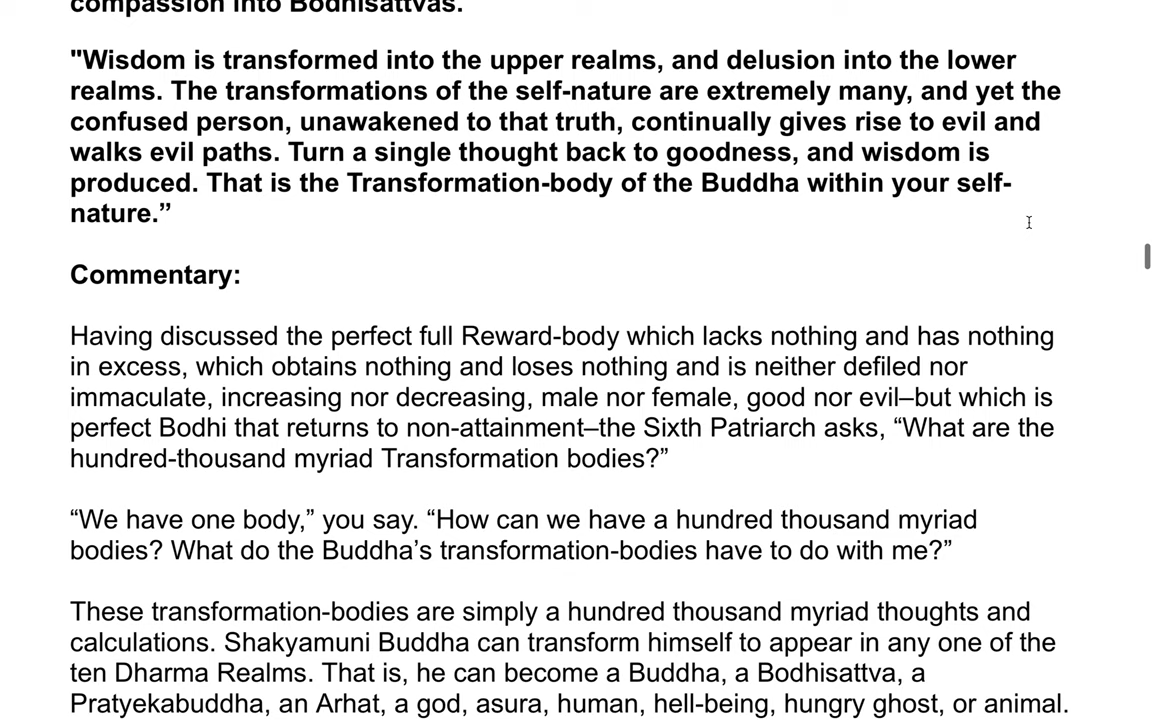 compassion into Bodhisattvas.
"Wisdom is transformed into the upper realms, and delusion into the lower
realms. The transformations of the self-nature are extremely many, and yet the
confused person, unawakened to that truth, continually gives rise to evil and
walks evil paths. Turn a single thought back to goodness, and wisdom is
produced. That is the Transformation-body of the Buddha within your self-
nature.”
Commentary:
Having discussed the perfect full Reward-body which lacks nothing and has nothing
in excess, which obtains nothing and loses nothing and is neither defiled nor
immaculate, increasing nor decreasing, male nor female, good nor evil–but which is
perfect Bodhi that returns to non-attainment–the Sixth Patriarch asks, “What are the
hundred-thousand myriad Transformation bodies?”
“We have one body,” you say. “How can we have a hundred thousand myriad
bodies? What do the Buddha’s transformation-bodies have to do with me?”
These transformation-bodies are simply a hundred thousand myriad thoughts and
calculations. Shakyamuni Buddha can transform himself to appear in any one of the
ten Dharma Realms. That is, he can become a Buddha, a Bodhisattva, a
Pratyekabuddha, an Arhat, a god, asura, human, hell-being, hungry ghost, or animal.